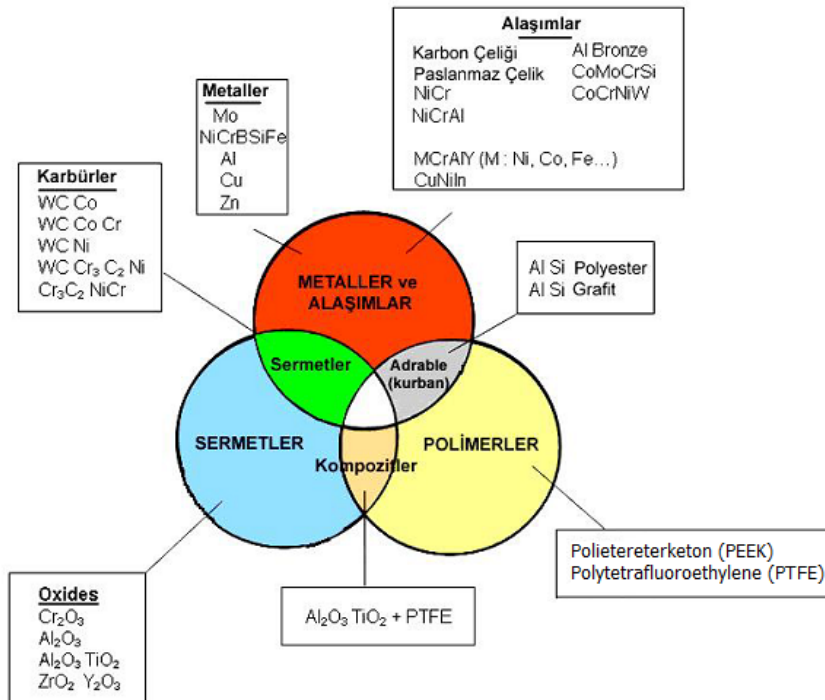 Alaşımlar
Karbon Çeliği
Paslanmaz Çelik
NiCr
NiCrAl
Al Bronze
CoMoCrSi
CoCrNiW
MCrAlY (M : Ni, Co, Fe...)
CuNiIn
Metaller
Mo
NiCrBSiFe
Al
Cu
Zn
Karbürler
WC Co
WC Co Cr
WC Ni
WC Cr₃ C₂ Ni
Cr₃C₂ NiCr
METALLER ve
ALAŞIMLAR
Al Si Polyester
Al Si Grafit
Sermetler
Adrable
(kurban)
SERMETLER
POLİMERLER
Kompozitler
Polietereterketon (PEEK)
Polytetrafluoroethylene (PTFE)
Oxides
Cr₂O₃
Al₂O₃
Al₂O₃ TiO₂
ZrO₂ Y₂O₃
Al₂O₃ TiO₂ + PTFE